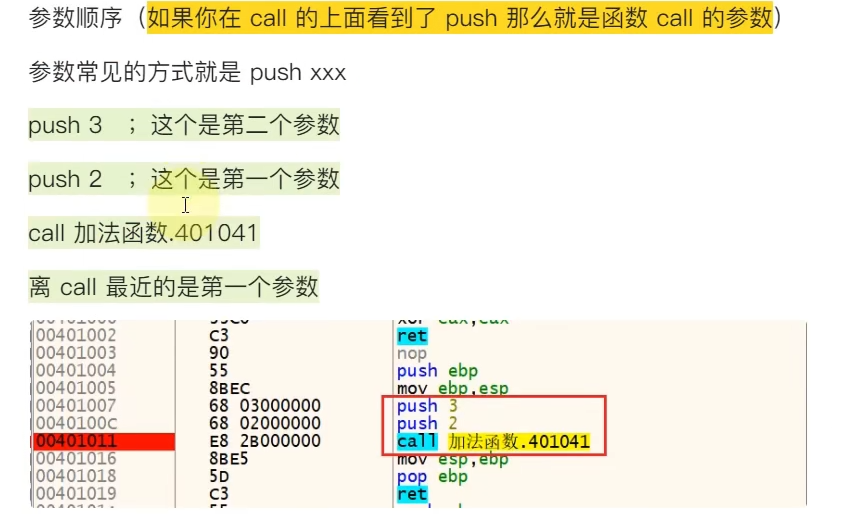 参数顺序（如果你在 call 的上面看到了 push 那么就是函数 call 的参数）
参数常见的方式就是 push xxx
push 3 ；这个是第二个参数
push 2 ；这个是第一个参数
call 加法函数.401041
离 call 最近的是第一个参数
00401002 C3 ret
00401003 90 nop
00401004 55 push ebp
00401005 8BEC mov ebp,esp
00401007 68 03000000 push 3
0040100C 68 02000000 push 2
00401011 E8 2B000000 call 加法函数.401041
00401016 8BE5 mov esp,ebp
00401018 5D pop ebp
00401019 C3 ret